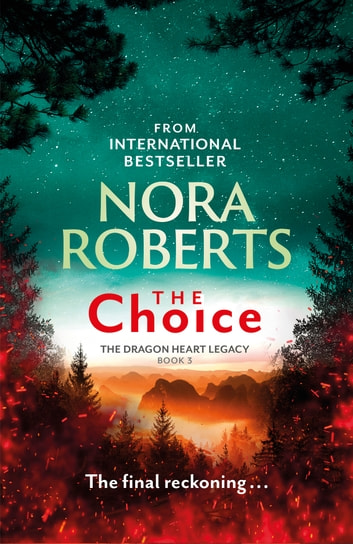 FROM
INTERNATIONAL
BESTSELLER
NORA
ROBERTS
THE
Choice
THE DRAGON HEART LEGACY
BOOK 3
The final reckoning...